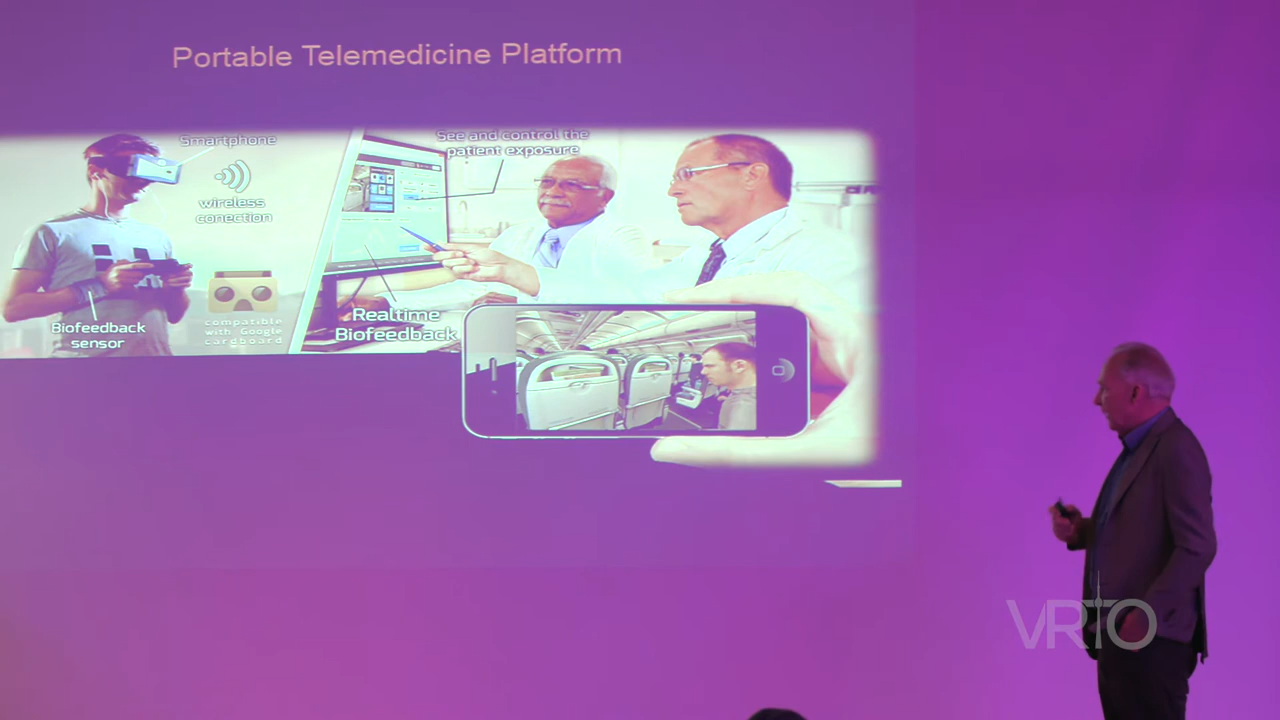 Portable Telemedicine Platform
Smartphone
wireless
conection
Biofeedback
sensor
compatible
with Google
cardboard
See and control the
patient exposure
Realtime
Biofeedback
VRTO